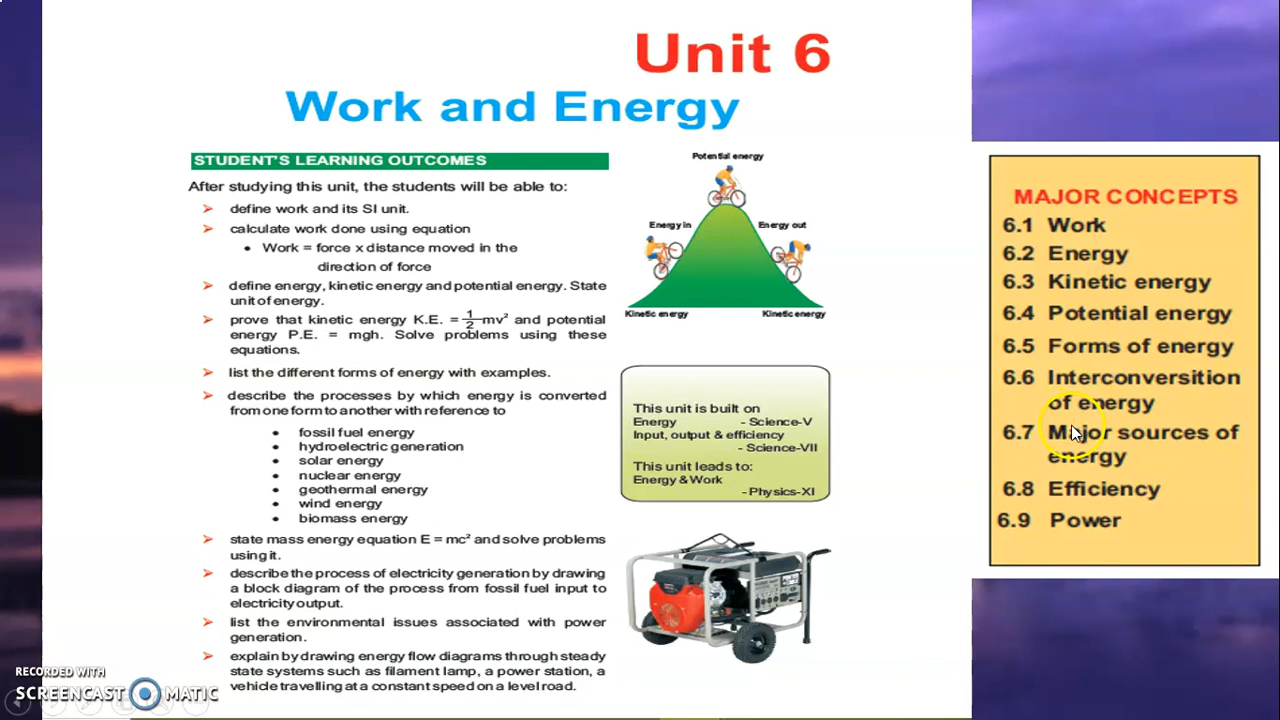 Unit 6
Work and Energy
STUDENT'S LEARNING OUTCOMES
After studying this unit, the students will be able to:
➢ define work and its SI unit.
➢ calculate work done using equation
• Work = force x distance moved in the
direction of force
➢ define energy, kinetic energy and potential energy. State
unit of energy.
➢ prove that kinetic energy K.E. = 1/2 mv² and potential
energy P.E. = mgh. Solve problems using these
equations.
➢ list the different forms of energy with examples.
➢ describe the processes by which energy is converted
from one form to another with reference to
• fossil fuel energy
• hydroelectric generation
• solar energy
• nuclear energy
• geothermal energy
• wind energy
• biomass energy
➢ state mass energy equation E = mc² and solve problems
using it.
➢ describe the process of electricity generation by drawing
a block diagram of the process from fossil fuel input to
electricity output.
➢ list the environmental issues associated with power
generation.
➢ explain by drawing energy flow diagrams through steady
state systems such as filament lamp, a power station, a
vehicle travelling at a constant speed on a level road.
Potential energy
Energy in
Energy out
Kinetic energy
Kinetic energy
This unit is built on
Energy - Science-V
Input, output & efficiency
- Science-VII
This unit leads to:
Energy & Work
- Physics-XI
MAJOR CONCEPTS
6.1 Work
6.2 Energy
6.3 Kinetic energy
6.4 Potential energy
6.5 Forms of energy
6.6 Interconversition
of energy
6.7 Major sources of
energy
6.8 Efficiency
6.9 Power
RECORDED WITH
SCREENCAST MATIC